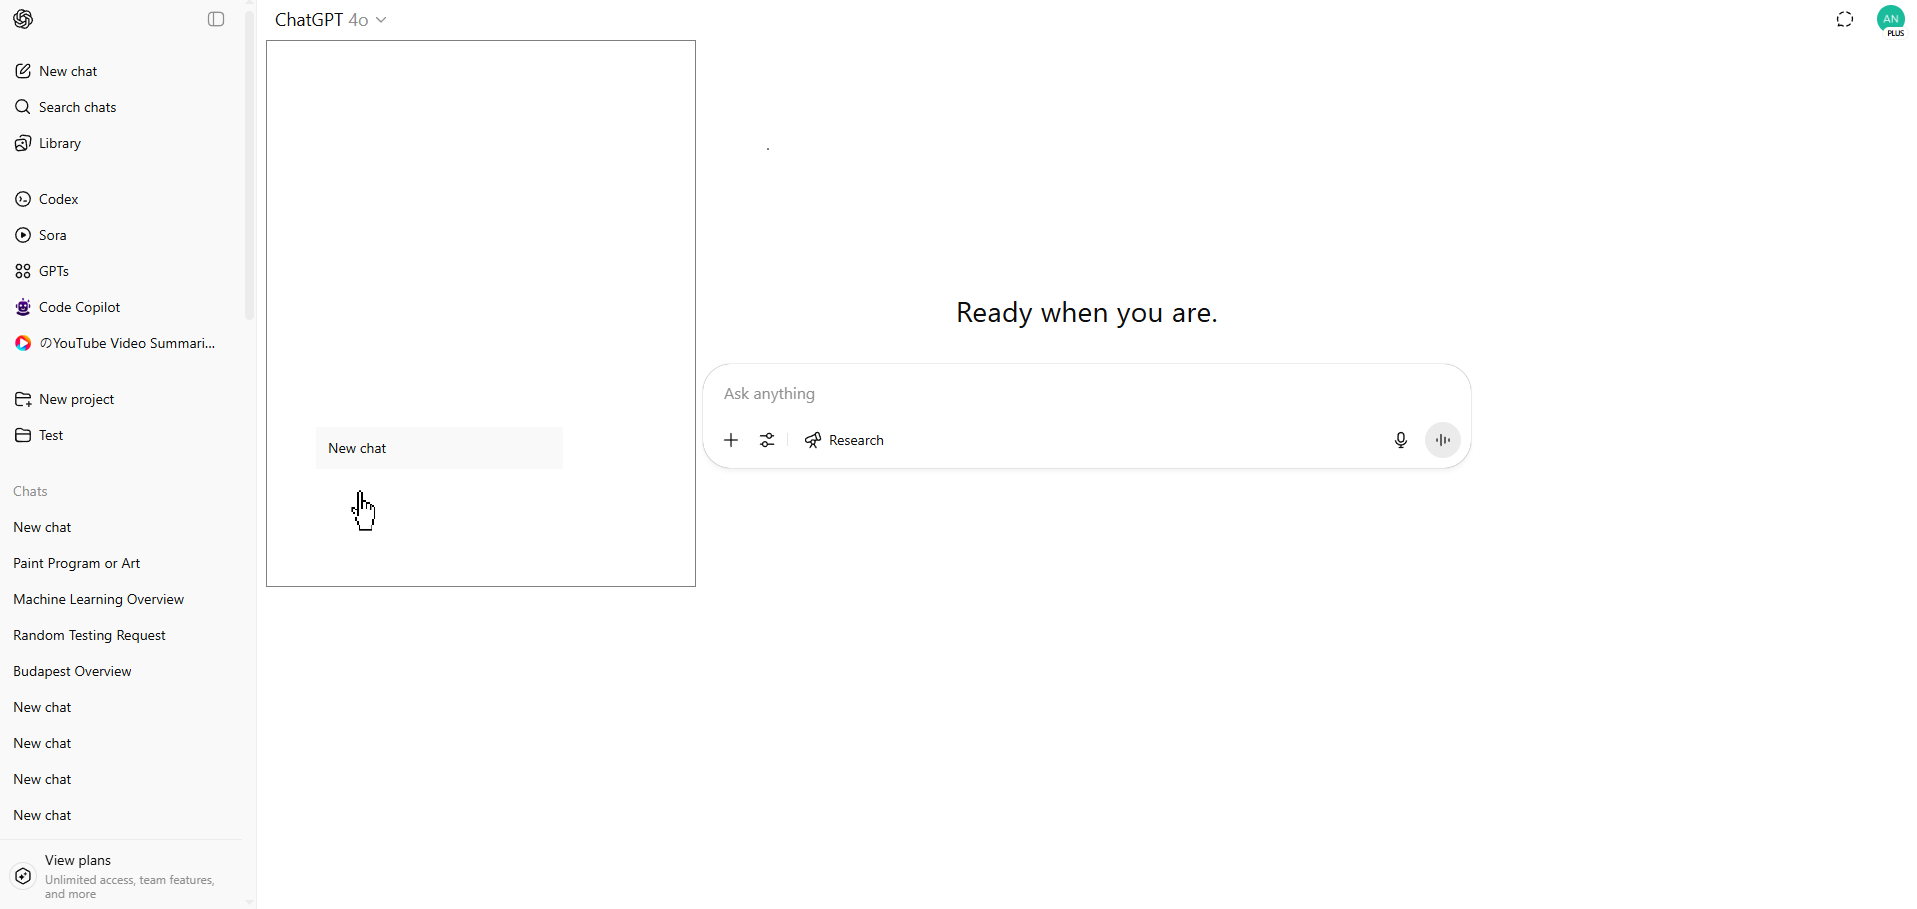 ChatGPT 4o
AN
PLUS
New chat
Search chats
Library
Codex
Sora
GPTs
Code Copilot
のYouTube Video Summari...
New project
Test
Chats
New chat
Paint Program or Art
Machine Learning Overview
Random Testing Request
Budapest Overview
New chat
New chat
New chat
New chat
View plans
Unlimited access, team features,
and more
New chat
Ready when you are.
Ask anything
Research